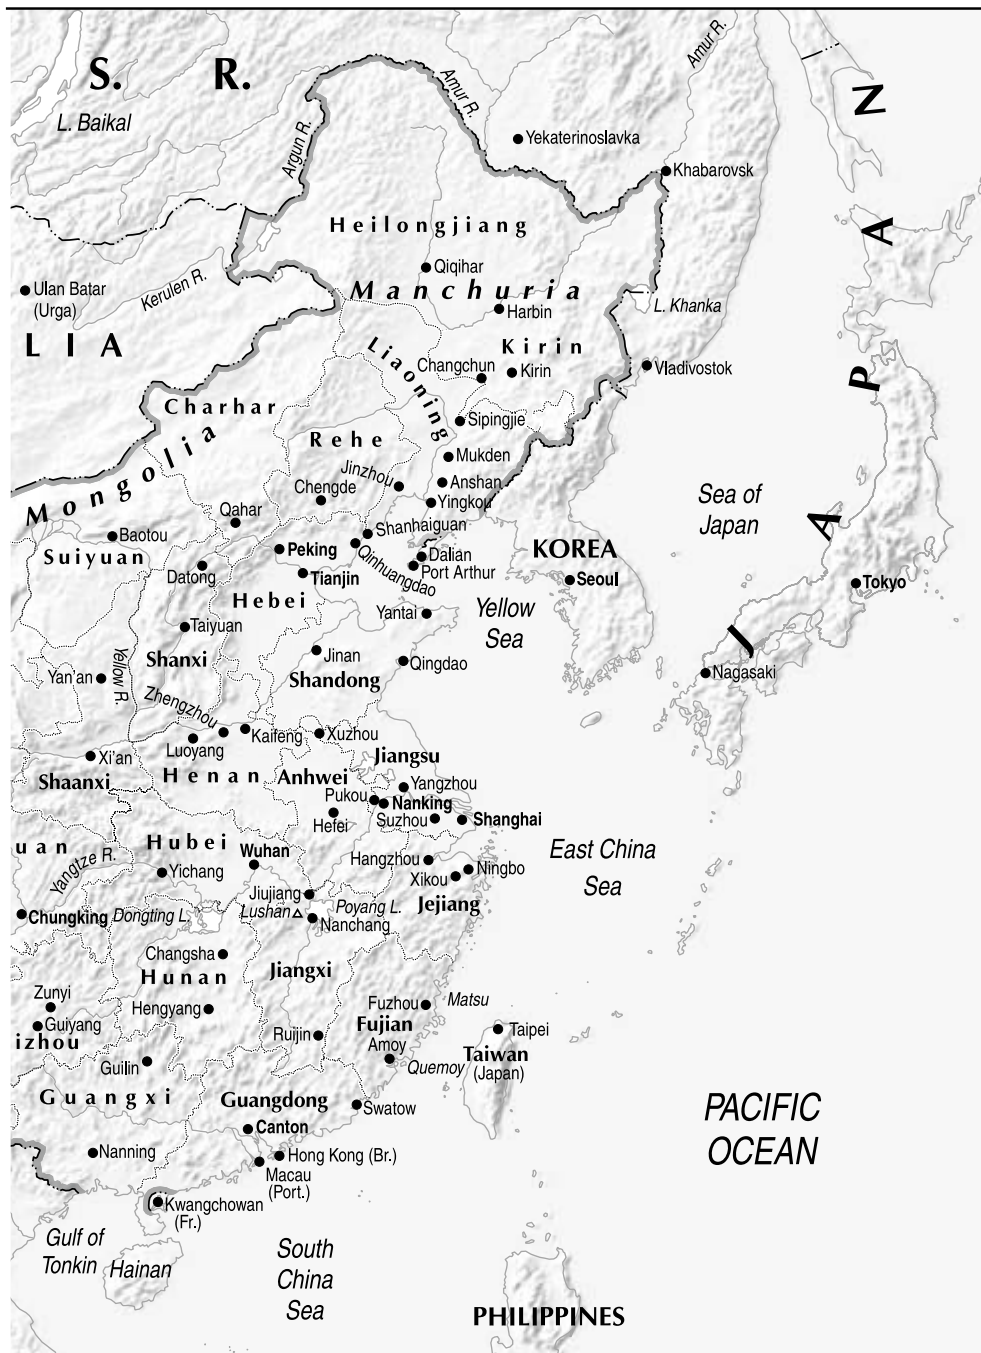 S. R.
L. Baikal
Argun R.
Amur R.
Amur R.
Yekaterinoslavka
Khabarovsk
Heilongjiang
Qiqihar
Manchuria
Harbin
L. Khanka
Ulan Batar
(Urga)
Kerulen R.
LIA
Kirin
Kirin
Changchun
Liaoning
Vladivostok
Charhar
Sipingjie
Rehe
Mukden
Jinzhou
Anshan
Chengde
Yingkou
Mongolia
Qahar
Shanhaiguan
Baotou
Suiyuan
Peking
Qinhuangdao
Dalian
Port Arthur
Datong
Tianjin
Hebei
Yantai
KOREA
Seoul
Sea of
Japan
JAPAN
Tokyo
Nagasaki
Yellow
Sea
Taiyuan
Shanxi
Yellow R.
Yan'an
Jinan
Shandong
Qingdao
Zhengzhou
Luoyang
Kaifeng
Xuzhou
Xi'an
Shaanxi
Henan
Anhwei
Jiangsu
Yangzhou
Pukou
Nanking
Hefei
Suzhou
Shanghai
uan
Hubei
Wuhan
Yangtze R.
Yichang
Hangzhou
Ningbo
Xikou
Jejiang
East China
Sea
Jiujiang
Lushan
Poyang L.
Nanchang
Chungking
Dongting L.
Changsha
Hunan
Jiangxi
Zunyi
Hengyang
Guiyang
izhou
Fuzhou
Matsu
Fujian
Ruijin
Amoy
Quemoy
Taipei
Taiwan
(Japan)
Guilin
Guangxi
Guangdong
Swatow
Canton
Nanning
Hong Kong (Br.)
Macau
(Port.)
Kwangchowan
(Fr.)
Gulf of
Tonkin
Hainan
South
China
Sea
PACIFIC
OCEAN
PHILIPPINES